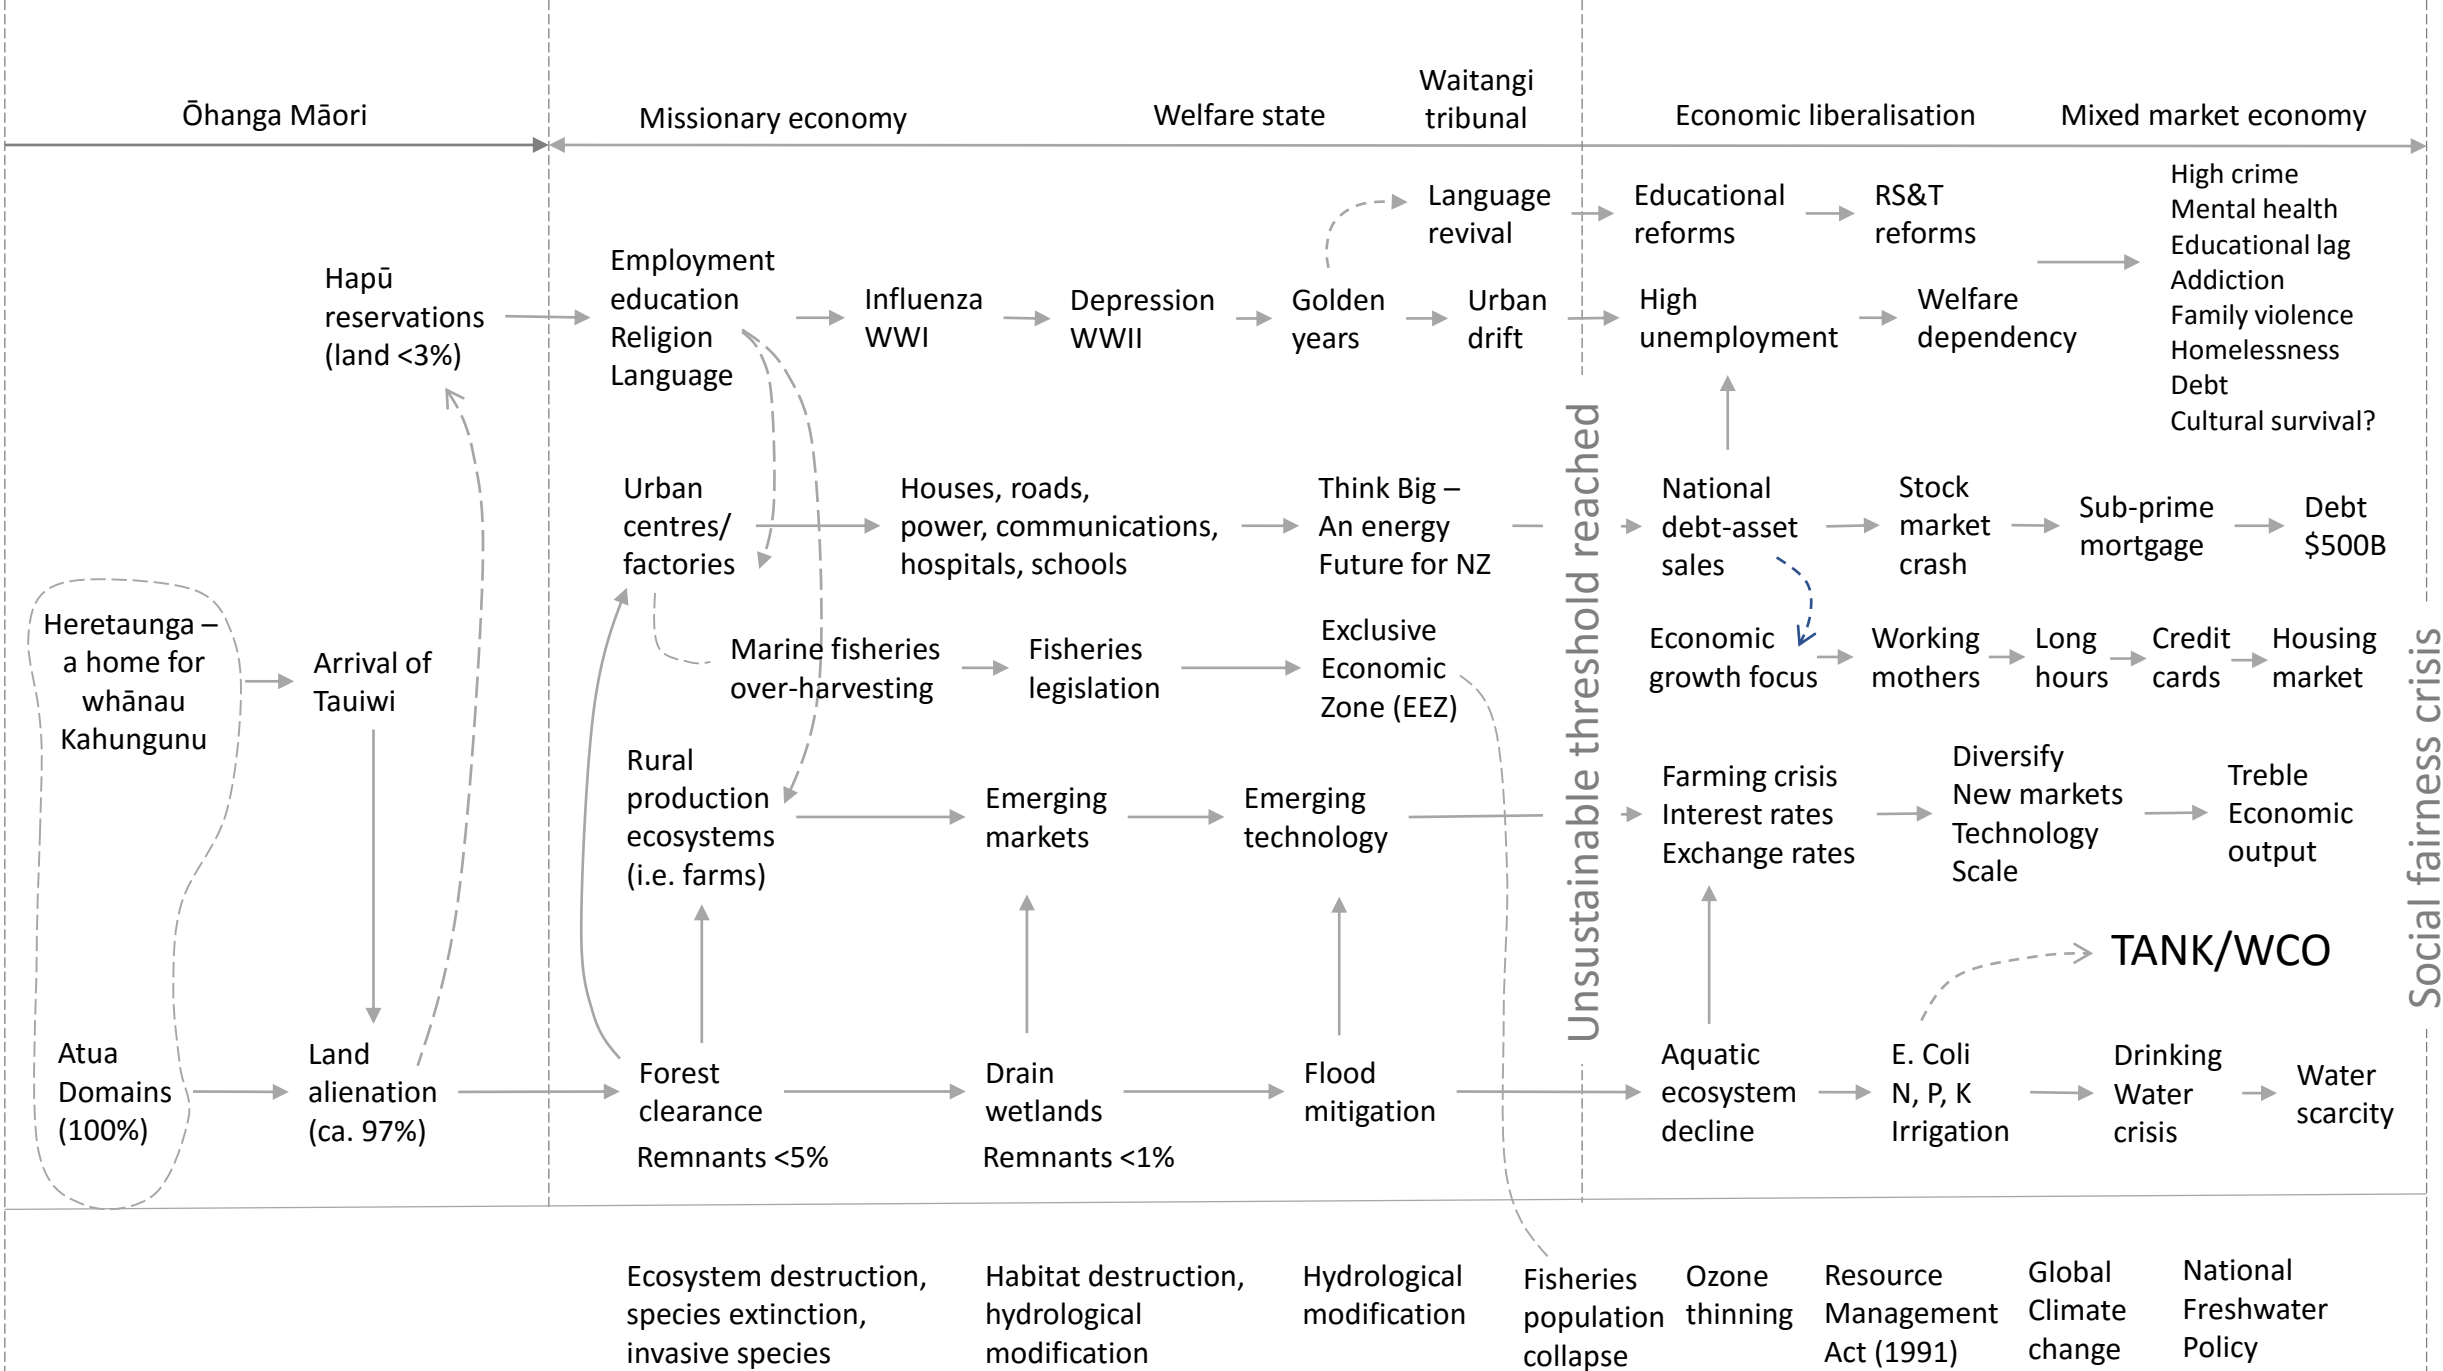 Ōhanga Māori
Missionary economy
Welfare state
Waitangi
tribunal
Economic liberalisation
Mixed market economy
Language
revival
Educational
reforms
RS&T
reforms
High crime
Mental health
Educational lag
Addiction
Family violence
Homelessness
Debt
Cultural survival?
Hapū
reservations
(land <3%)
Employment
education
Religion
Language
Influenza
WWI
Depression
WWII
Golden
years
Urban
drift
High
unemployment
Welfare
dependency
Urban
centres/
factories
Houses, roads,
power, communications,
hospitals, schools
Think Big –
An energy
Future for NZ
Unsustainable threshold reached
National
debt-asset
sales
Stock
market
crash
Sub-prime
mortgage
Debt
$500B
Heretaunga –
a home for
whānau
Kahungunu
Arrival of
Tauiwi
Marine fisheries
over-harvesting
Fisheries
legislation
Exclusive
Economic
Zone (EEZ)
Economic
growth focus
Working
mothers
Long
hours
Credit
cards
Housing
market
Social fairness crisis
Rural
production
ecosystems
(i.e. farms)
Emerging
markets
Emerging
technology
Farming crisis
Interest rates
Exchange rates
Diversify
New markets
Technology
Scale
Treble
Economic
output
TANK/WCO
Atua
Domains
(100%)
Land
alienation
(ca. 97%)
Forest
clearance
Remnants <5%
Drain
wetlands
Remnants <1%
Flood
mitigation
Aquatic
ecosystem
decline
E. Coli
N, P, K
Irrigation
Drinking
Water
crisis
Water
scarcity
Ecosystem destruction,
species extinction,
invasive species
Habitat destruction,
hydrological
modification
Hydrological
modification
Fisheries
population
collapse
Ozone
thinning
Resource
Management
Act (1991)
Global
Climate
change
National
Freshwater
Policy